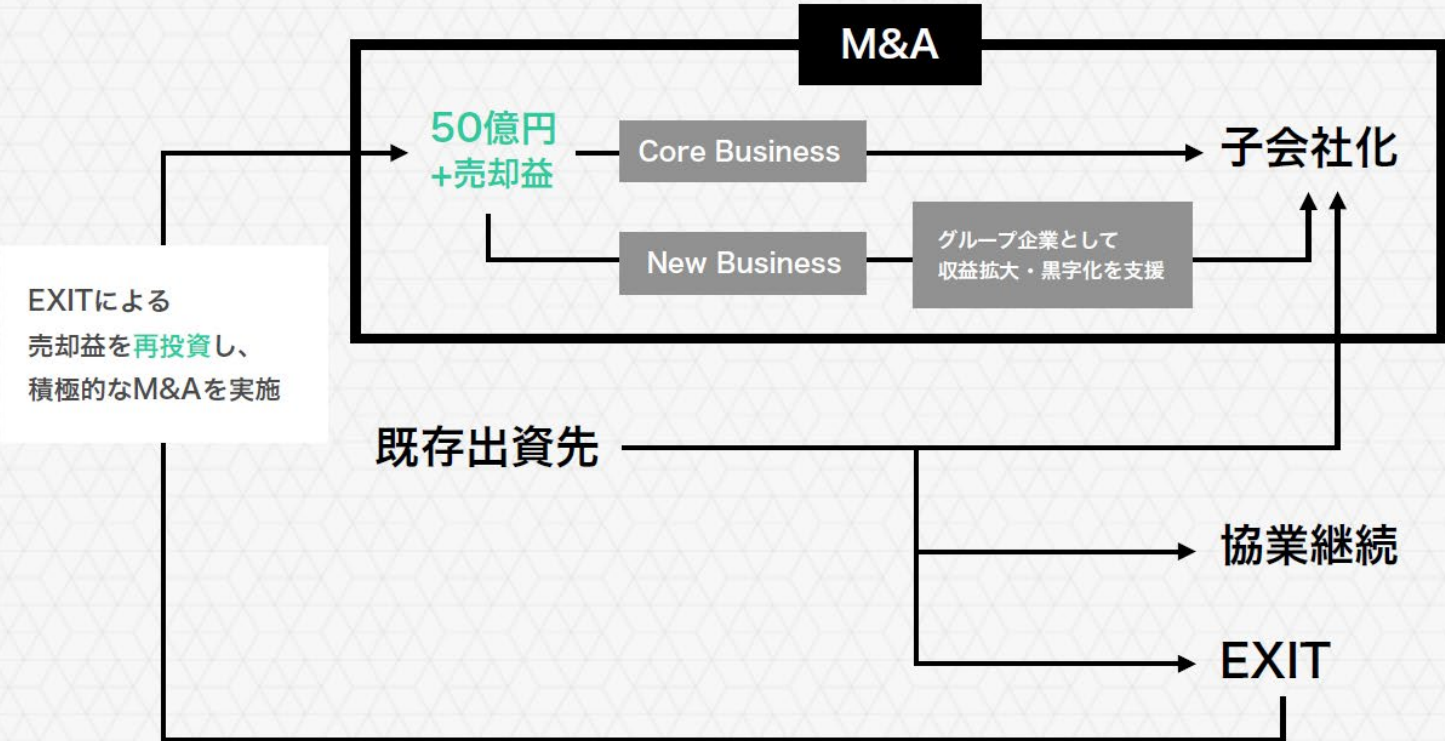 M&A
50億円
+売却益
Core Business
子会社化
New Business
グループ企業として
収益拡大・黒字化を支援
EXITによる
売却益を再投資し、
積極的なM&Aを実施
既存出資先
協業継続
EXIT